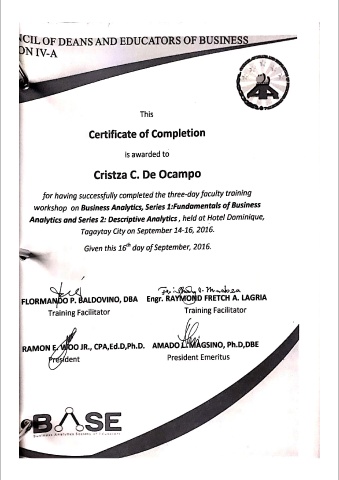 CIL OF DEANS AND EDUCATORS OF BUSINESS
ON IV-A
This
Certificate of Completion
is awarded to
Cristza C. De Ocampo
for having successfully completed the three-day faculty training
workshop on Business Analytics, Series 1:Fundamentals of Business
Analytics and Series 2: Descriptive Analytics , held at Hotel Dominique,
Tagaytay City on September 14-16, 2016.
Given this 16th day of September, 2016.
FLORMANDO P. BALDOVINO, DBA Engr. RAYMOND FRETCH A. LAGRIA
Training Facilitator Training Facilitator
RAMON E. WOO JR., CPA,Ed.D,Ph.D. AMADO L. MAGSINO, Ph.D,DBE
President President Emeritus
BASE
Business Analytics Society of Educators